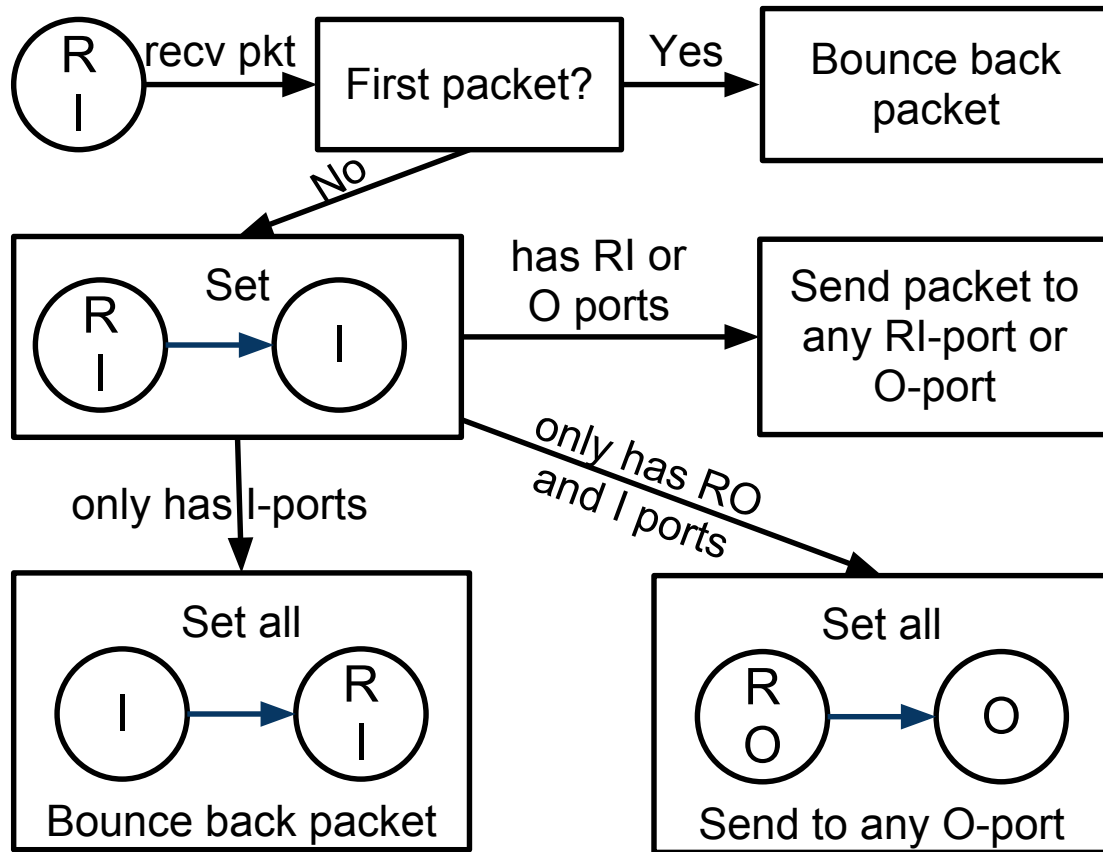 R
I
recv pkt
First packet?
Yes
Bounce back
packet
No
Set
R
I
I
has RI or
O ports
Send packet to
any RI-port or
O-port
only has I-ports
only has RO
and I ports
Set all
I
R
I
Bounce back packet
Set all
R
O
O
Send to any O-port